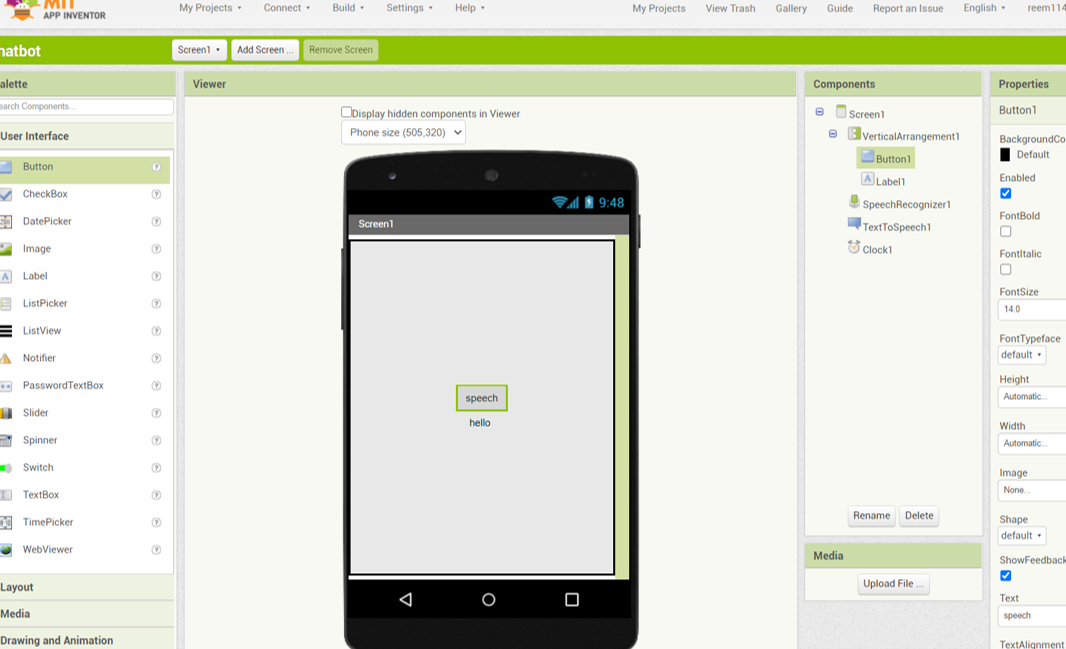 MIT
APP INVENTOR
My Projects
Connect
Build
Settings
Help
My Projects
View Trash
Gallery
Guide
Report an Issue
English
reem114
hatbot
Screen1
Add Screen ...
Remove Screen
alette
earch Components...
User Interface
Button
CheckBox
DatePicker
Image
Label
ListPicker
ListView
Notifier
PasswordTextBox
Slider
Spinner
Switch
TextBox
TimePicker
WebViewer
Layout
Media
Drawing and Animation
Viewer
Display hidden components in Viewer
Phone size (505,320)
9:48
Screen1
speech
hello
Components
Screen1
VerticalArrangement1
Button1
Label1
SpeechRecognizer1
TextToSpeech1
Clock1
Rename
Delete
Media
Upload File ...
Properties
Button1
BackgroundCo
Default
Enabled
FontBold
FontItalic
FontSize
14.0
FontTypeface
default
Height
Automatic...
Width
Automatic...
Image
None...
Shape
default
ShowFeedback
Text
speech
TextAlignment